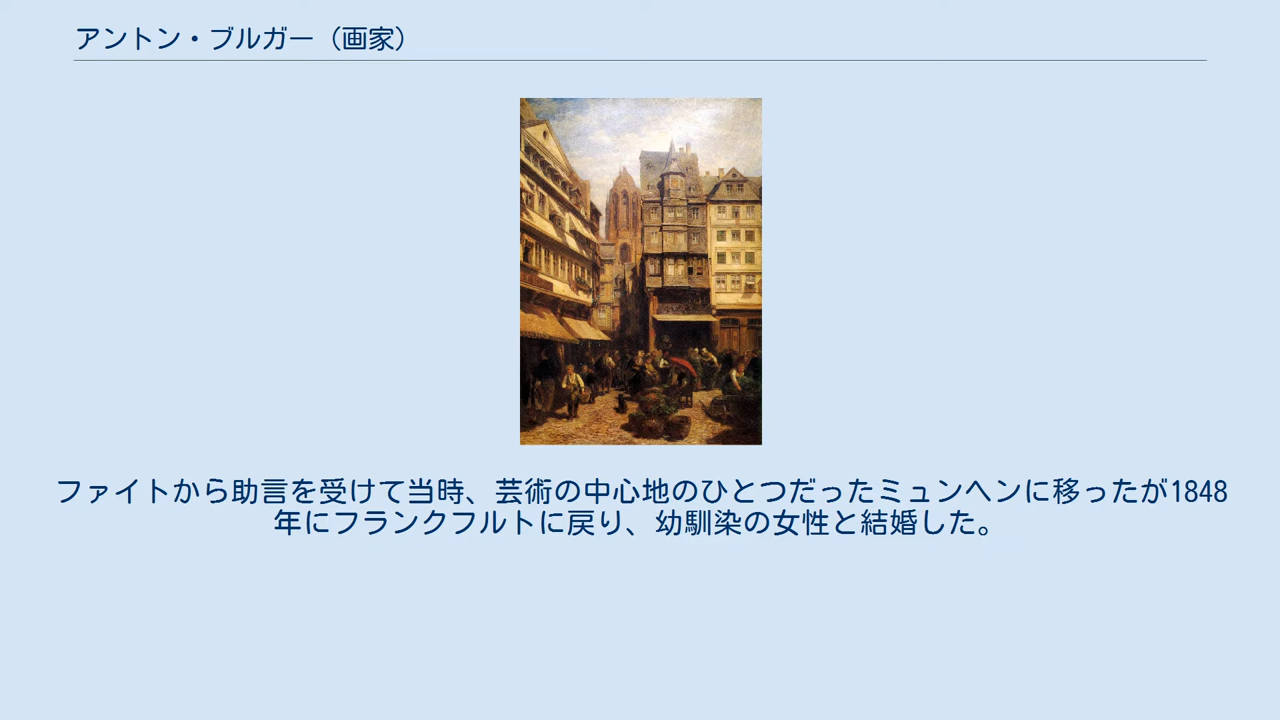 アントン・ブルガー（画家）
ファイトから助言を受けて当時、芸術の中心地のひとつだったミュンヘンに移ったが1848
年にフランクフルトに戻り、幼馴染の女性と結婚した。